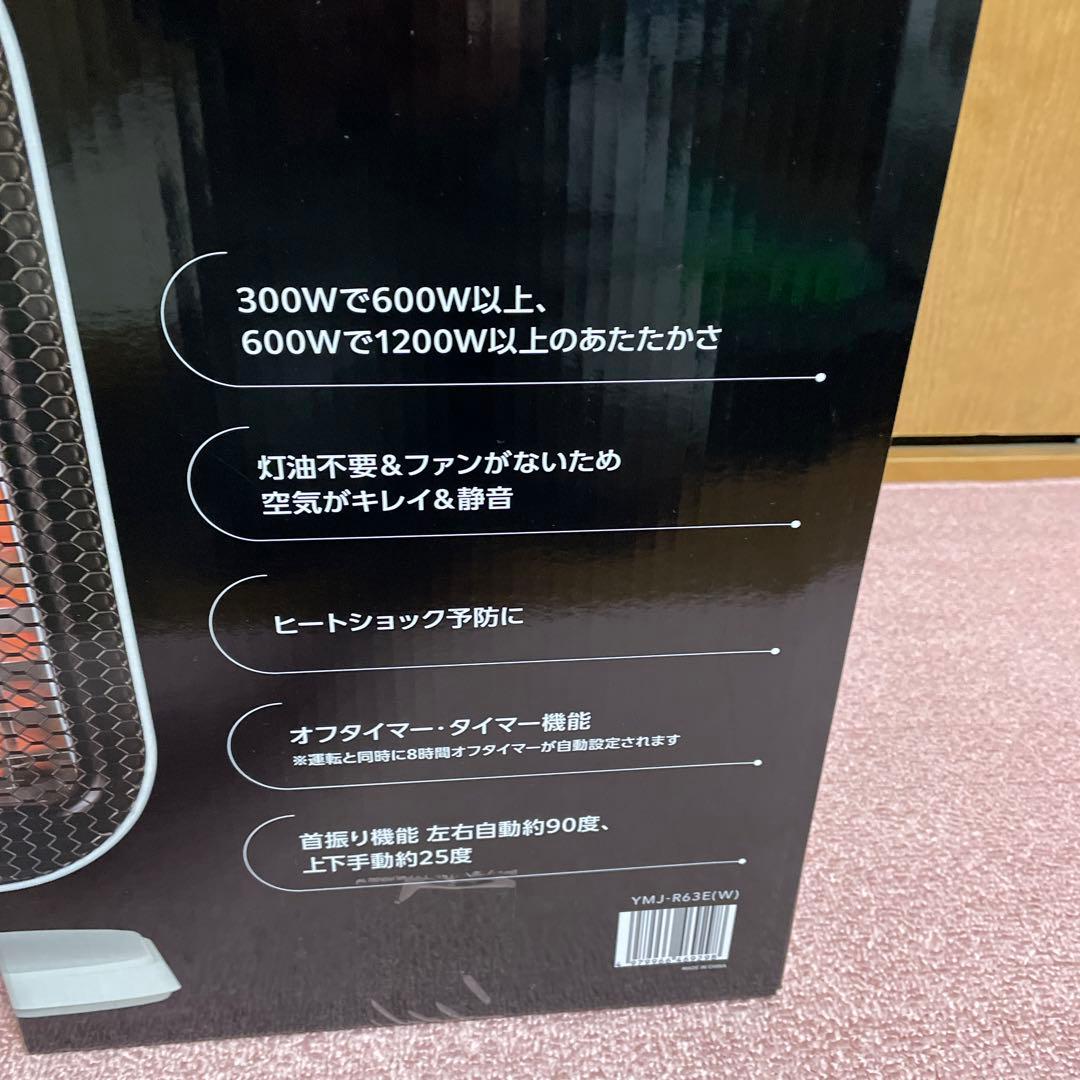 300Wで600W以上、
600Wで1200W以上のあたたかさ
灯油不要&ファンがないため
空気がキレイ&静音
ヒートショック予防に
オフタイマー・タイマー機能
※運転と同時に8時間オフタイマーが自動設定されます
首振り機能 左右自動約90度、
上下手動約25度
YMJ-R63E(W)
MADE IN CHINA